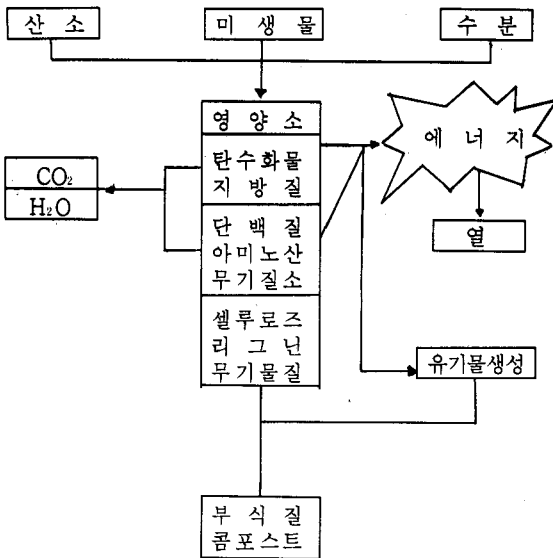 산소
미생물
수분
영양소
탄수화물
지방질
단백질
아미노산
무기질소
셀루로즈
리그닌
무기물질
CO₂
H₂O
에너지
열
유기물생성
부식질
콤포스트